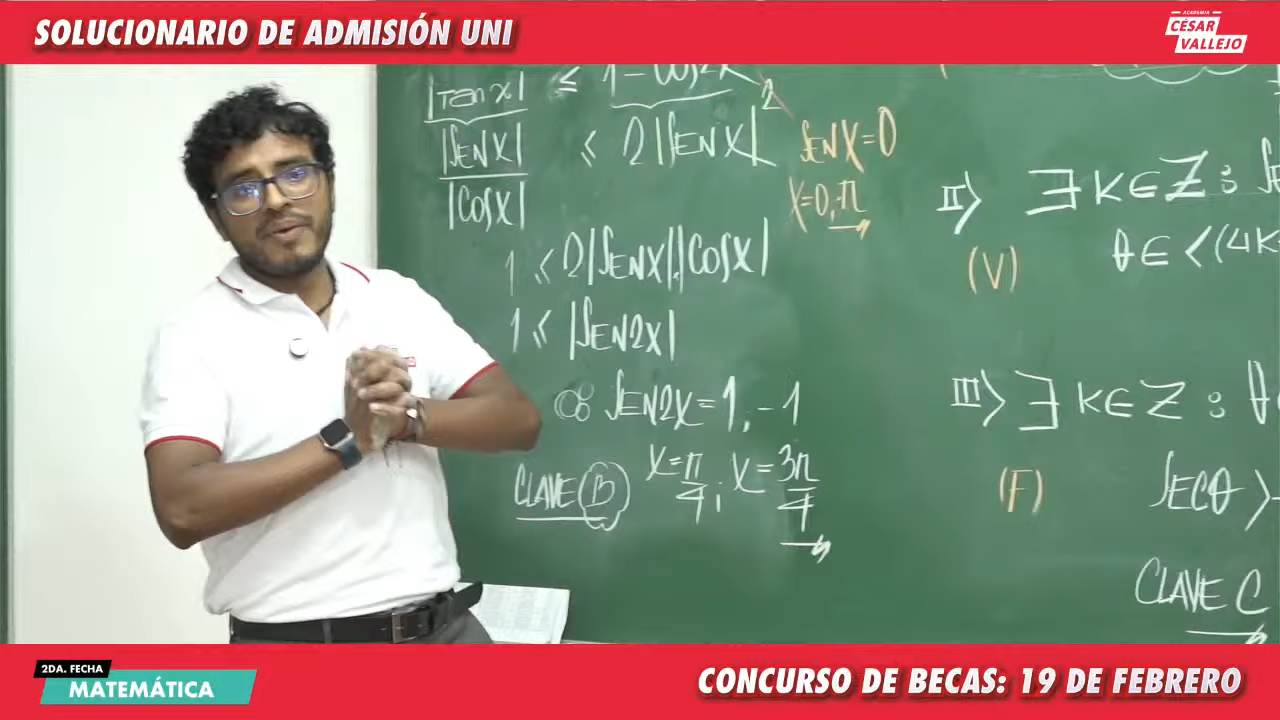 SOLUCIONARIO DE ADMISIÓN UNI
ACADEMIA
CÉSAR
VALLEJO
|Tan x| ≤ 1 - Cos2x
|SENX| ≤ 2|SENX|²
|COSX|
SENX=0
X=0,π
1 ≤ 2|SENX||COSX|
1 ≤ |SEN2X|
∞ SEN2X=1,-1
X=π/4; X=3π/4
CLAVE B
II) ∃ K∈Z: SE
(V)
θ∈<(4K
III) ∃ K∈Z : θ
(F)
SECθ >
CLAVE C
2DA. FECHA
MATEMÁTICA
CONCURSO DE BECAS: 19 DE FEBRERO